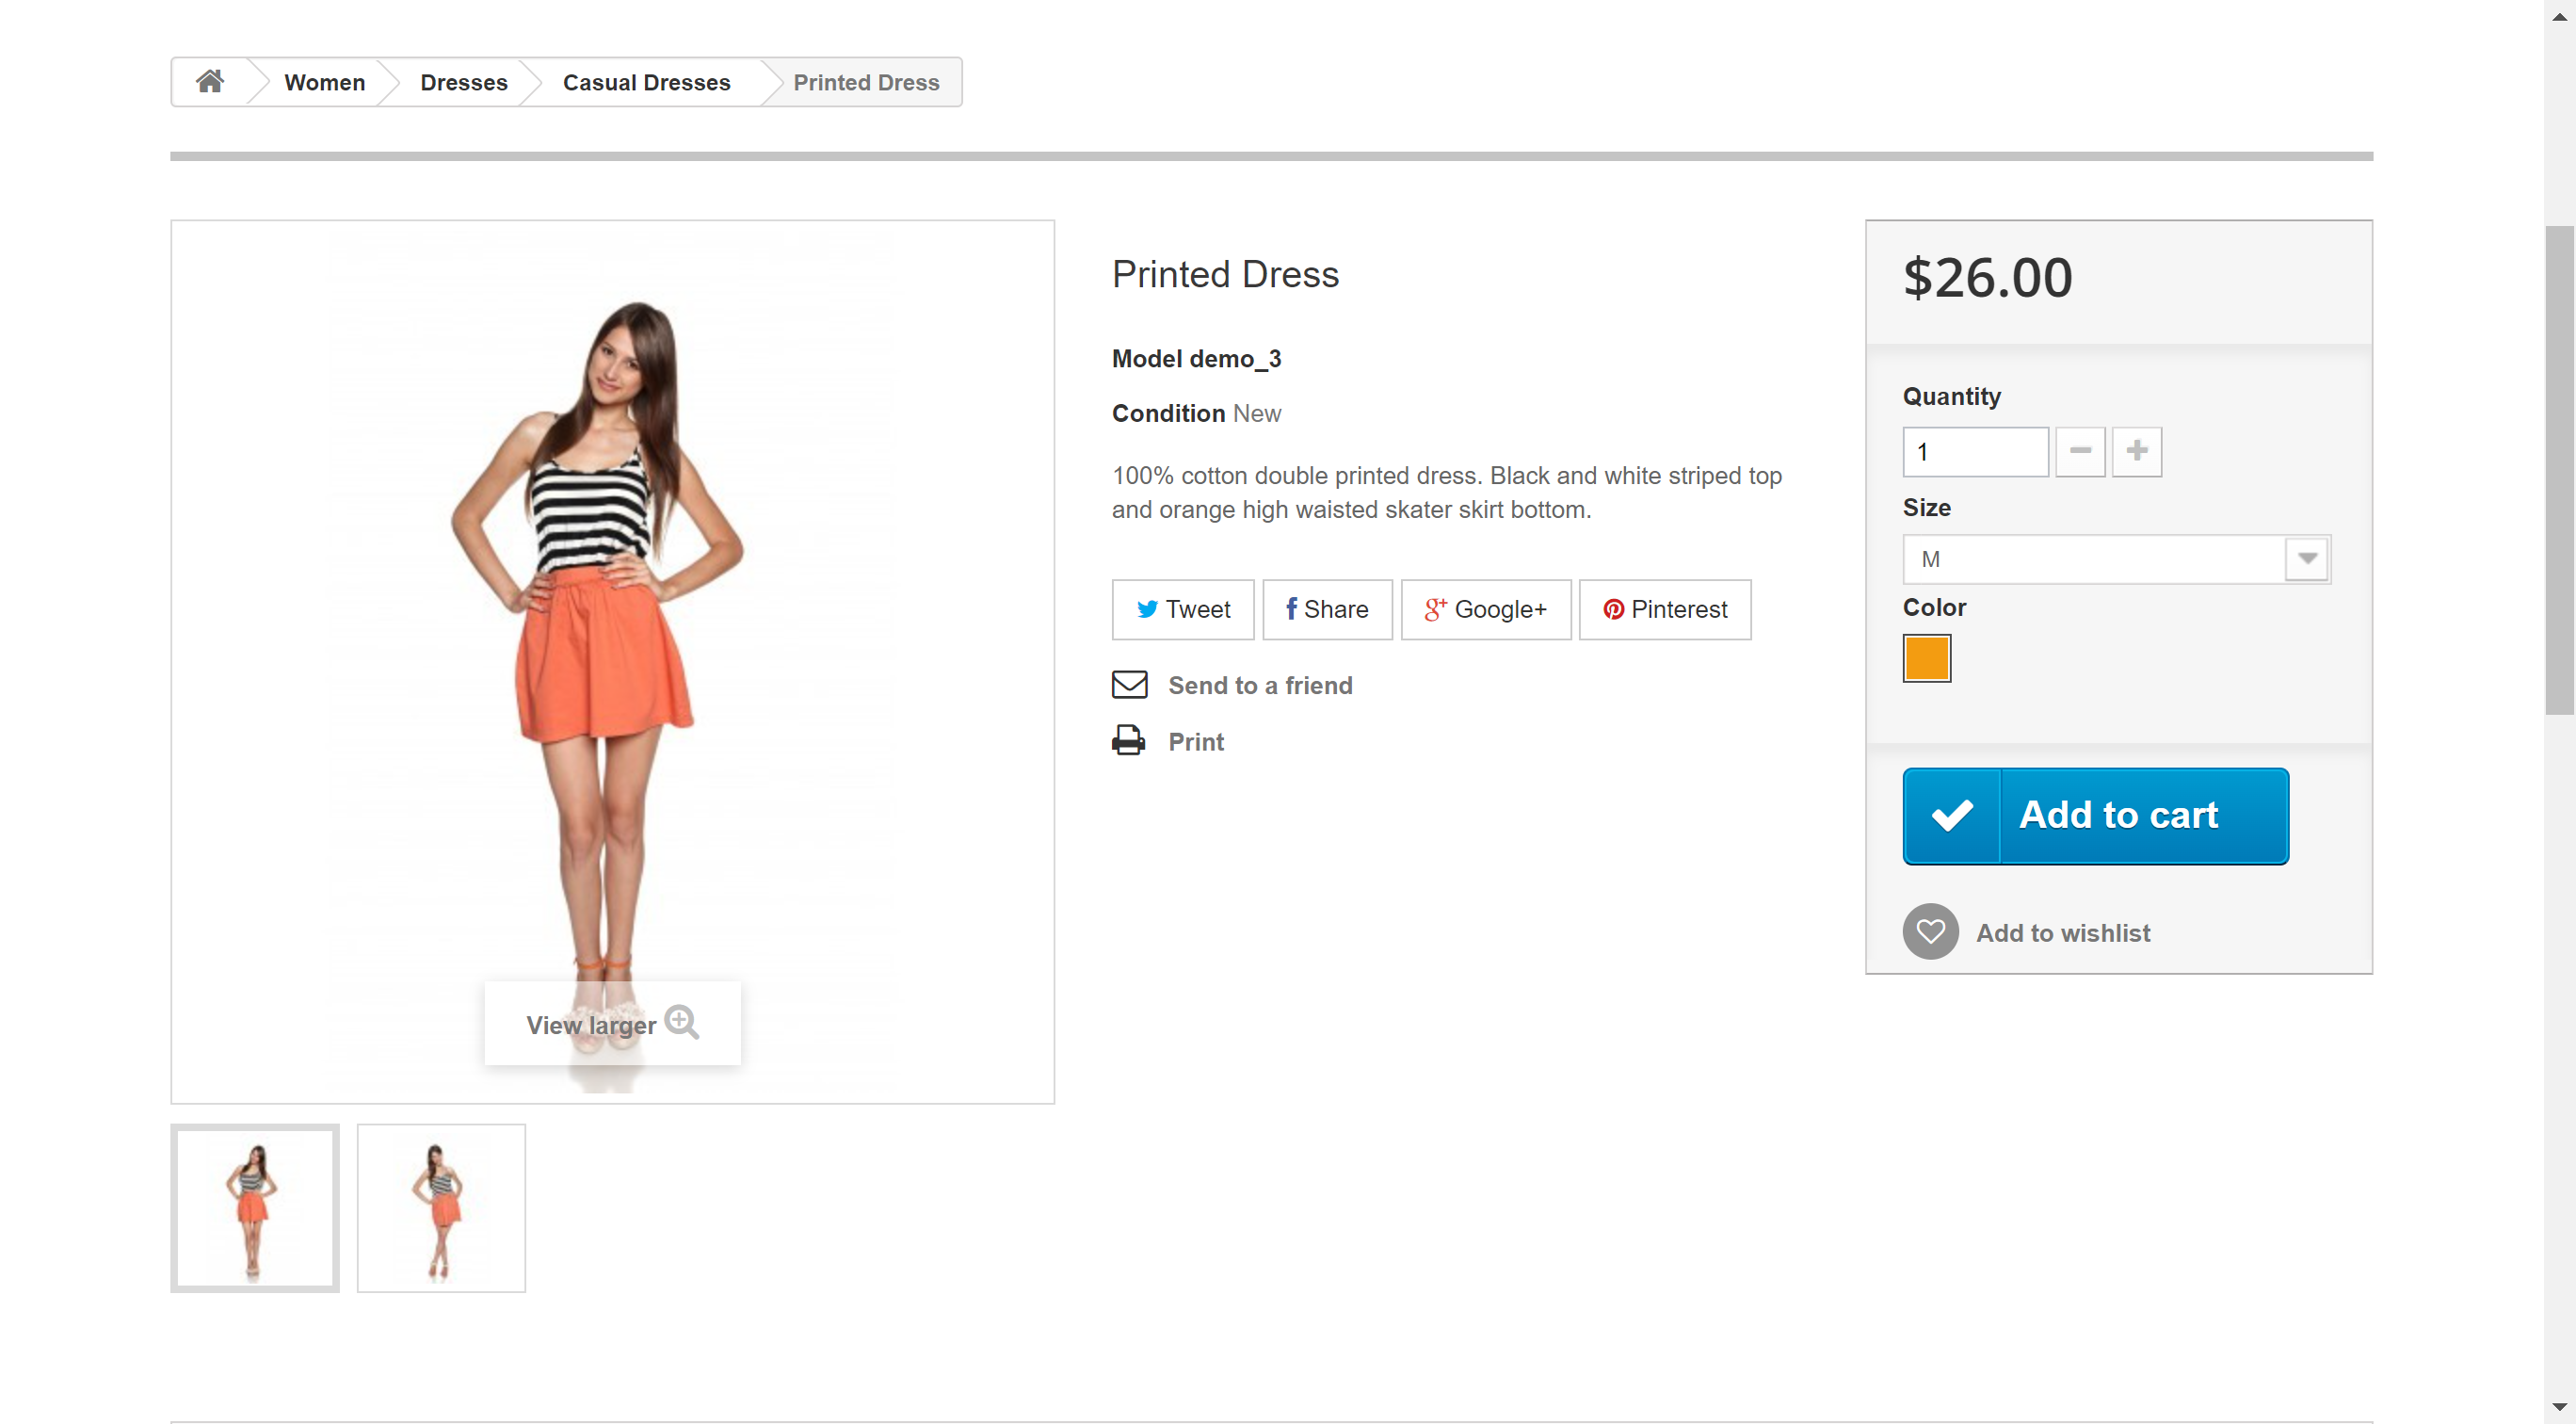 Women
Dresses
Casual Dresses
Printed Dress
Printed Dress
Model demo_3
Condition New
100% cotton double printed dress. Black and white striped top
and orange high waisted skater skirt bottom.
Tweet
Share
Google+
Pinterest
Send to a friend
Print
View larger
$26.00
Quantity
1
Size
M
Color
Add to cart
Add to wishlist